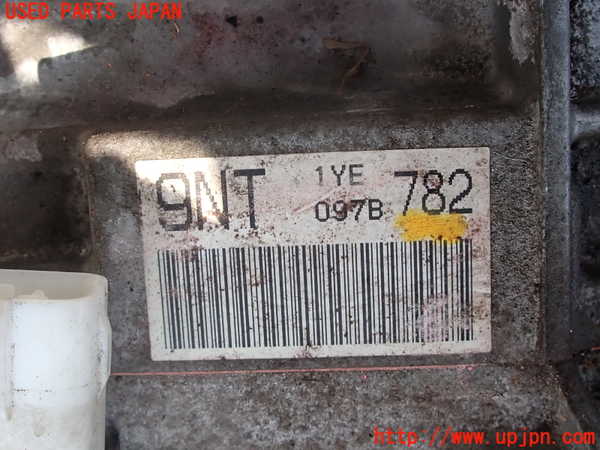 USED PARTS JAPAN
9NT 1YE 782
097B
http://www.upjpn.com/